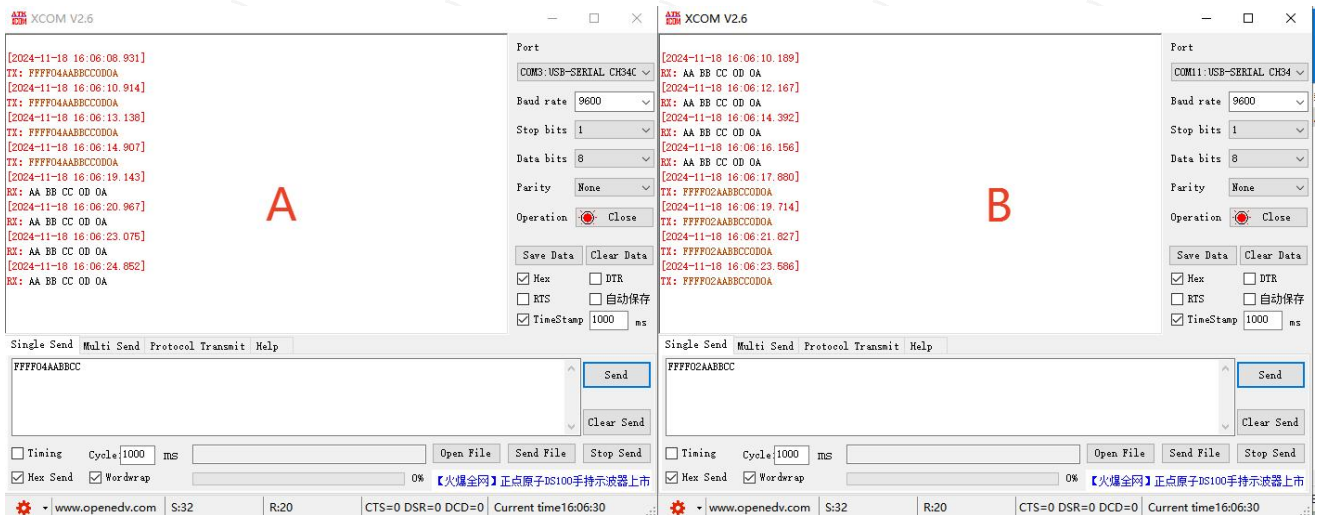 XCOM V2.6
[2024-11-18 16:06:08.931]
TX: FFFF04AABBCC0D0A
[2024-11-18 16:06:10.914]
TX: FFFF04AABBCC0D0A
[2024-11-18 16:06:13.138]
TX: FFFF04AABBCC0D0A
[2024-11-18 16:06:14.907]
TX: FFFF04AABBCC0D0A
[2024-11-18 16:06:19.143]
RX: AA BB CC 0D 0A
[2024-11-18 16:06:20.967]
RX: AA BB CC 0D 0A
[2024-11-18 16:06:23.075]
RX: AA BB CC 0D 0A
[2024-11-18 16:06:24.852]
RX: AA BB CC 0D 0A
A
Port
COM3:USB-SERIAL CH34C
Baud rate 9600
Stop bits 1
Data bits 8
Parity None
Operation Close
Save Data Clear Data
Hex DTR
RTS 自动保存
TimeStamp 1000 ms
Single Send Multi Send Protocol Transmit Help
FFFF04AABBCC
Send
Clear Send
Timing Cycle:1000 ms Open File Send File Stop Send
Hex Send Wordwrap 0% 【火爆全网】正点原子DS100手持示波器上市
www.openedv.com S:32 R:20 CTS=0 DSR=0 DCD=0 Current time16:06:30
XCOM V2.6
[2024-11-18 16:06:10.189]
RX: AA BB CC 0D 0A
[2024-11-18 16:06:12.167]
RX: AA BB CC 0D 0A
[2024-11-18 16:06:14.392]
RX: AA BB CC 0D 0A
[2024-11-18 16:06:16.156]
RX: AA BB CC 0D 0A
[2024-11-18 16:06:17.880]
TX: FFFF02AABBCC0D0A
[2024-11-18 16:06:19.714]
TX: FFFF02AABBCC0D0A
[2024-11-18 16:06:21.827]
TX: FFFF02AABBCC0D0A
[2024-11-18 16:06:23.586]
TX: FFFF02AABBCC0D0A
B
Port
COM11:USB-SERIAL CH34
Baud rate 9600
Stop bits 1
Data bits 8
Parity None
Operation Close
Save Data Clear Data
Hex DTR
RTS 自动保存
TimeStamp 1000 ms
Single Send Multi Send Protocol Transmit Help
FFFF02AABBCC
Send
Clear Send
Timing Cycle:1000 ms Open File Send File Stop Send
Hex Send Wordwrap 0% 【火爆全网】正点原子DS100手持示波器上市
www.openedv.com S:32 R:20 CTS=0 DSR=0 DCD=0 Current time16:06:30